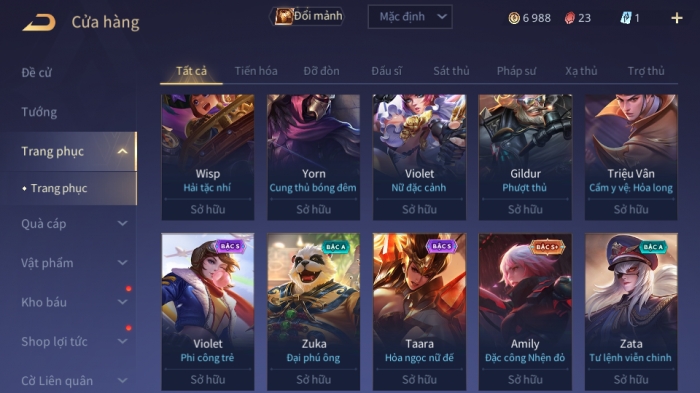 Cửa hàng
Đổi mảnh
Mặc định
6 988
23
1
Đề cử
Tướng
Trang phục
Trang phục
Quà cáp
Vật phẩm
Kho báu
Shop lợi tức
Cờ Liên quân
Tất cả Tiến hóa Đỡ đòn Đấu sĩ Sát thủ Pháp sư Xạ thủ Trợ thủ
Wisp
Hải tặc nhí
Sở hữu
Yorn
Cung thủ bóng đêm
Sở hữu
Violet
Nữ đặc cảnh
Sở hữu
Gildur
Phượt thủ
Sở hữu
Triệu Vân
Cẩm y vệ: Hỏa long
Sở hữu
BẬC S
Violet
Phi công trẻ
Sở hữu
BẬC A
Zuka
Đại phú ông
Sở hữu
BẬC S
Taara
Hỏa ngọc nữ đế
Sở hữu
BẬC S+
Amily
Đặc công Nhện đỏ
Sở hữu
BẬC A
Zata
Tư lệnh viễn chinh
Sở hữu